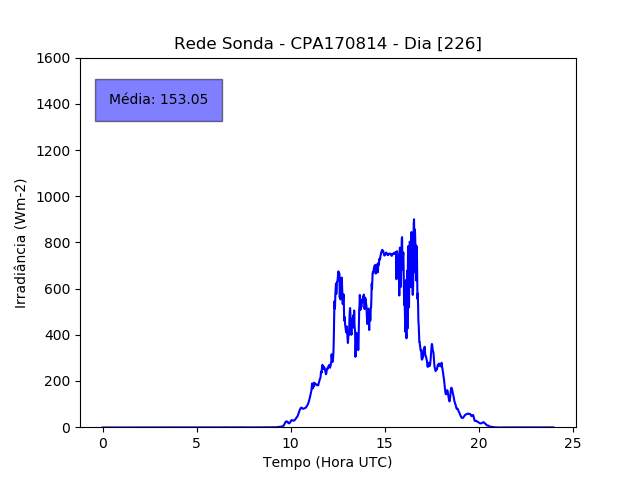 Rede Sonda - CPA170814 - Dia [226]
1600
1400
1200
1000
800
600
400
200
0
Irradiância (Wm-2)
Média: 153.05
0 5 10 15 20 25
Tempo (Hora UTC)